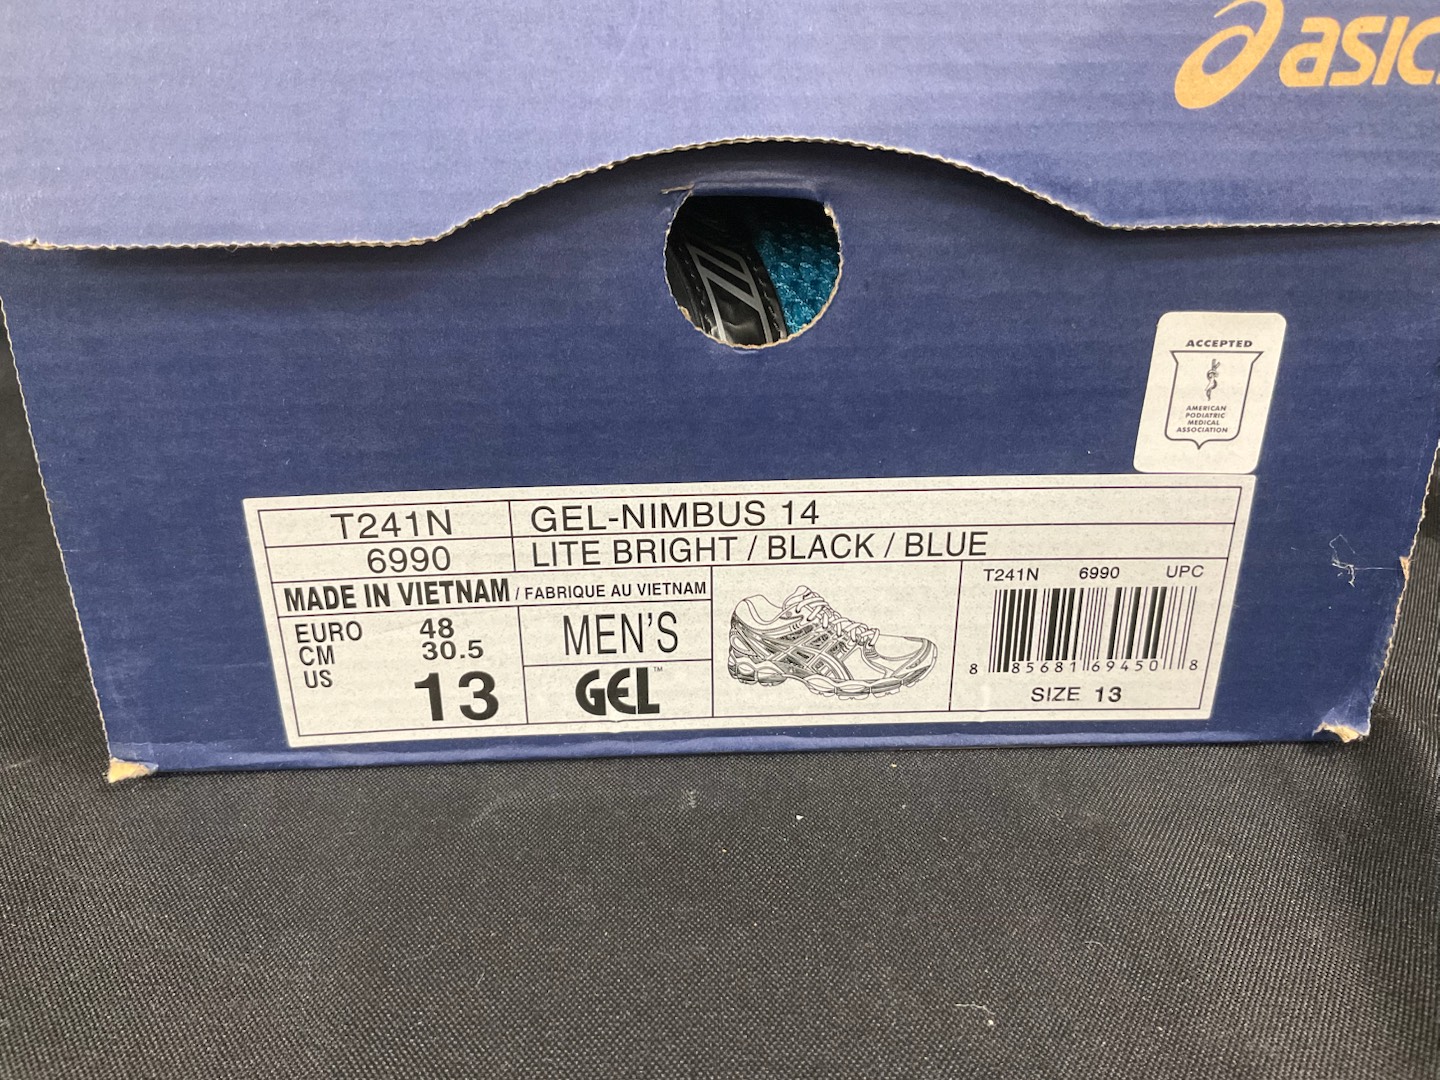 asics
ACCEPTED
AMERICAN
PODIATRIC
MEDICAL
ASSOCIATION
T241N GEL-NIMBUS 14
6990 LITE BRIGHT / BLACK / BLUE
MADE IN VIETNAM / FABRIQUE AU VIETNAM
EURO 48
CM 30.5
US 13
MEN'S
GEL™
T241N 6990 UPC
8 85681 69450 8
SIZE 13